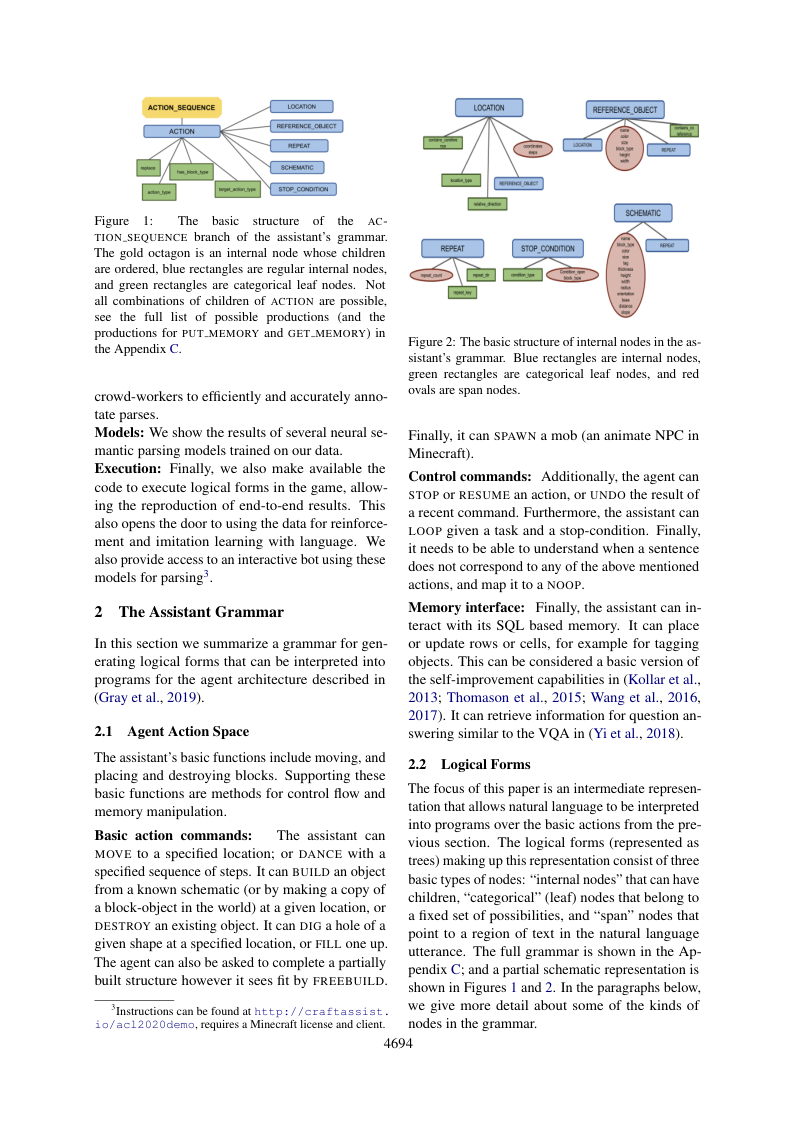 ACTION_SEQUENCE
ACTION
LOCATION
REFERENCE_OBJECT
REPEAT
SCHEMATIC
STOP_CONDITION
replace
has_block_type
action_type
target_action_type
Figure 1: The basic structure of the AC-
TION_SEQUENCE branch of the assistant's grammar.
The gold octagon is an internal node whose children
are ordered, blue rectangles are regular internal nodes,
and green rectangles are categorical leaf nodes. Not
all combinations of children of ACTION are possible,
see the full list of possible productions (and the
productions for PUT_MEMORY and GET_MEMORY) in
the Appendix C.
crowd-workers to efficiently and accurately anno-
tate parses.
Models: We show the results of several neural se-
mantic parsing models trained on our data.
Execution: Finally, we also make available the
code to execute logical forms in the game, allow-
ing the reproduction of end-to-end results. This
also opens the door to using the data for reinforce-
ment and imitation learning with language. We
also provide access to an interactive bot using these
models for parsing3.
2 The Assistant Grammar
In this section we summarize a grammar for gen-
erating logical forms that can be interpreted into
programs for the agent architecture described in
(Gray et al., 2019).
2.1 Agent Action Space
The assistant's basic functions include moving, and
placing and destroying blocks. Supporting these
basic functions are methods for control flow and
memory manipulation.
Basic action commands: The assistant can
MOVE to a specified location; or DANCE with a
specified sequence of steps. It can BUILD an object
from a known schematic (or by making a copy of
a block-object in the world) at a given location, or
DESTROY an existing object. It can DIG a hole of a
given shape at a specified location, or FILL one up.
The agent can also be asked to complete a partially
built structure however it sees fit by FREEBUILD.
3Instructions can be found at http://craftassist.
io/acl2020demo, requires a Minecraft license and client.
LOCATION
coordinates
steps
location_type
REFERENCE_OBJECT
relative_direction
REFERENCE_OBJECT
LOCATION
name
color
size
block_type
height
width
REPEAT
REPEAT
repeat_count
repeat_dir
repeat_key
STOP_CONDITION
condition_type
Condition_span
block_type
SCHEMATIC
REPEAT
name
block_type
color
size
thickness
height
width
radius
orientation
distance
Figure 2: The basic structure of internal nodes in the as-
sistant's grammar. Blue rectangles are internal nodes,
green rectangles are categorical leaf nodes, and red
ovals are span nodes.
Finally, it can SPAWN a mob (an animate NPC in
Minecraft).
Control commands: Additionally, the agent can
STOP or RESUME an action, or UNDO the result of
a recent command. Furthermore, the assistant can
LOOP given a task and a stop-condition. Finally,
it needs to be able to understand when a sentence
does not correspond to any of the above mentioned
actions, and map it to a NOOP.
Memory interface: Finally, the assistant can in-
teract with its SQL based memory. It can place
or update rows or cells, for example for tagging
objects. This can be considered a basic version of
the self-improvement capabilities in (Kollar et al.,
2013; Thomason et al., 2015; Wang et al., 2016,
2017). It can retrieve information for question an-
swering similar to the VQA in (Yi et al., 2018).
2.2 Logical Forms
The focus of this paper is an intermediate represen-
tation that allows natural language to be interpreted
into programs over the basic actions from the pre-
vious section. The logical forms (represented as
trees) making up this representation consist of three
basic types of nodes: “internal nodes” that can have
children, “categorical” (leaf) nodes that belong to
a fixed set of possibilities, and “span” nodes that
point to a region of text in the natural language
utterance. The full grammar is shown in the Ap-
pendix C; and a partial schematic representation is
shown in Figures 1 and 2. In the paragraphs below,
we give more detail about some of the kinds of
nodes in the grammar.
4694